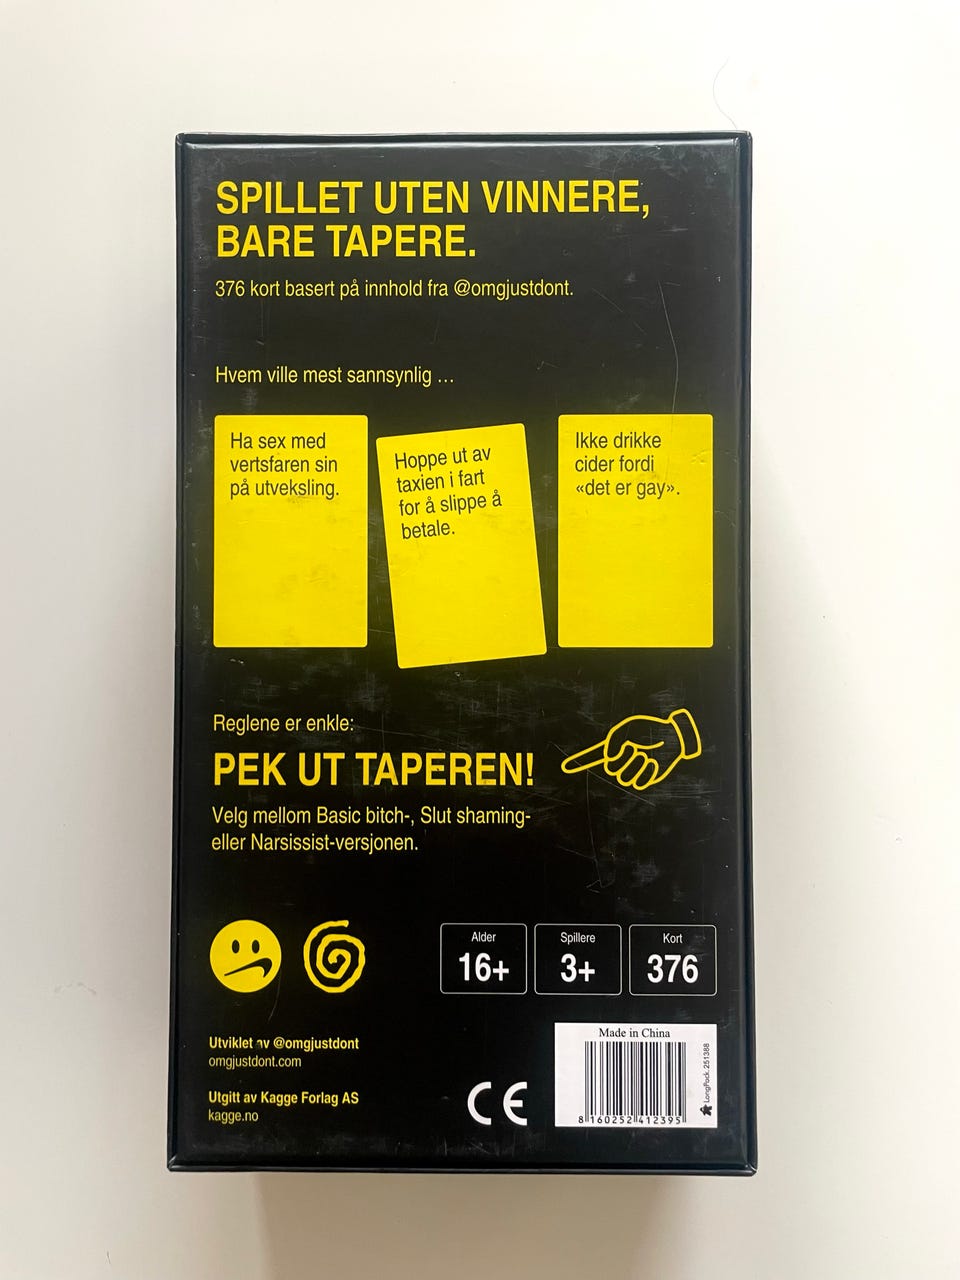 SPILLET UTEN VINNERE,
BARE TAPERE.
376 kort basert på innhold fra @omgjustdont.
Hvem ville mest sannsynlig ...
Ha sex med
vertsfaren sin
på utveksling.
Hoppe ut av
taxien i fart
for å slippe å
betale.
Ikke drikke
cider fordi
«det er gay».
Reglene er enkle:
PEK UT TAPEREN!
Velg mellom Basic bitch-, Slut shaming-
eller Narsissist-versjonen.
Alder
16+
Spillere
3+
Kort
376
Utviklet av @omgjustdont
omgjustdont.com
Utgitt av Kagge Forlag AS
kagge.no
CE
Made in China
8 160252 412395
LongPack. 251388